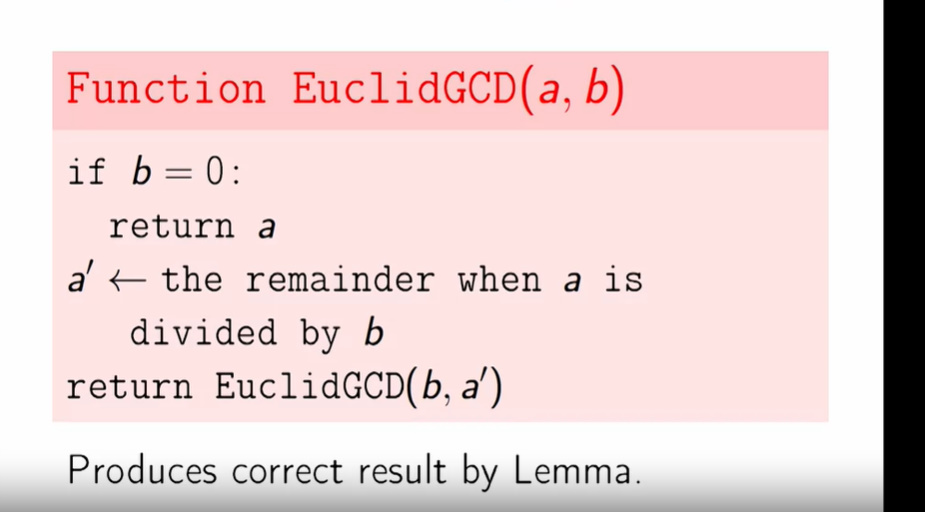 Function EuclidGCD(a, b)
if b = 0:
return a
a′ ← the remainder when a is
divided by b
return EuclidGCD(b, a′)
Produces correct result by Lemma.